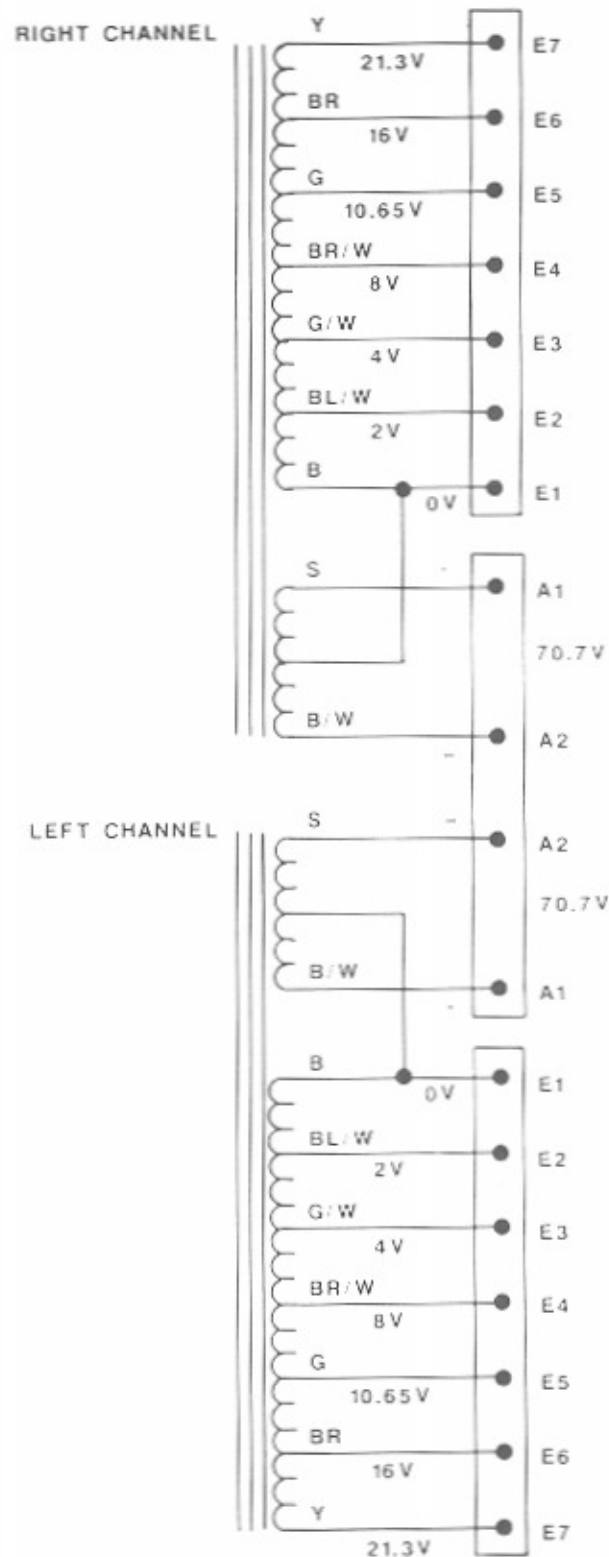 RIGHT CHANNEL
Y
21.3V
E7
BR
16V
E6
G
10.65V
E5
BR/W
8V
E4
G/W
4V
E3
BL/W
2V
E2
B
0V
E1
S
A1
70.7V
B/W
A2
LEFT CHANNEL
S
A2
70.7V
B/W
A1
B
0V
E1
BL/W
2V
E2
G/W
4V
E3
BR/W
8V
E4
G
10.65V
E5
BR
16V
E6
Y
21.3V
E7